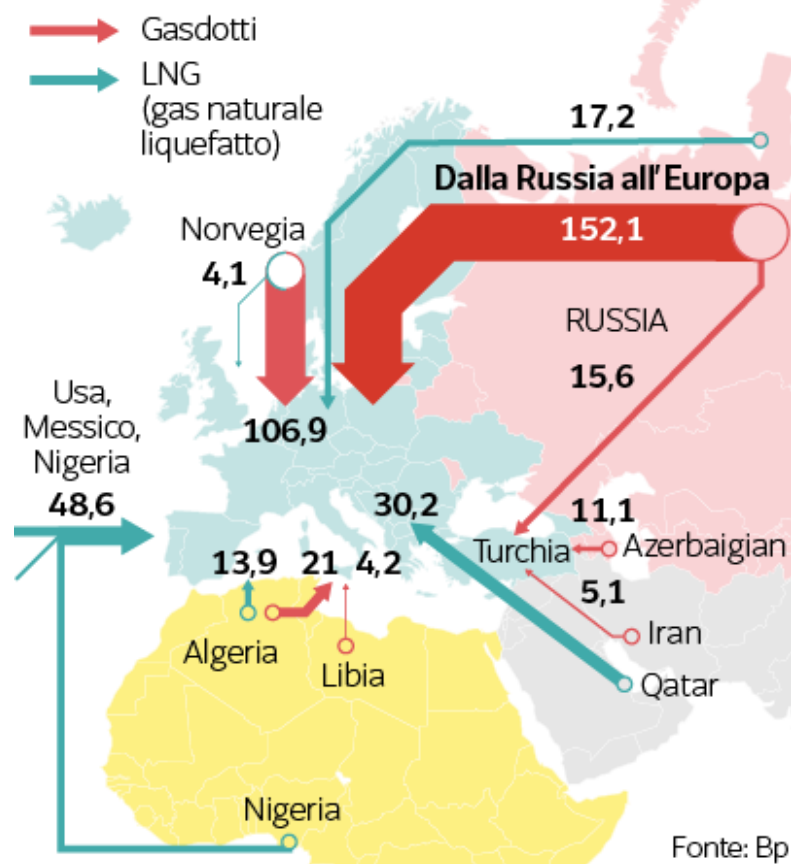 Gasdotti
LNG
(gas naturale
liquefatto)
17,2
Dalla Russia all'Europa
152,1
Norvegia
4,1
RUSSIA
15,6
Usa,
Messico,
Nigeria
48,6
106,9
30,2
11,1
Turchia
Azerbaigian
13,9
21
4,2
5,1
Algeria
Libia
Iran
Qatar
Nigeria
Fonte: Bp